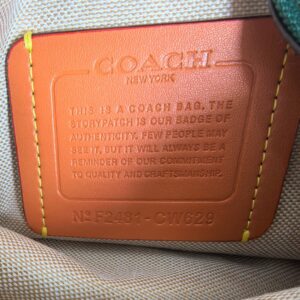 COACH
NEW YORK
THIS IS A COACH BAG. THE
STORYPATCH IS OUR BADGE OF
AUTHENTICITY. FEW PEOPLE MAY
SEE IT, BUT IT WILL ALWAYS BE A
REMINDER OF OUR COMMITMENT
TO QUALITY AND CRAFTSMANSHIP.
Nº F2481-CW629